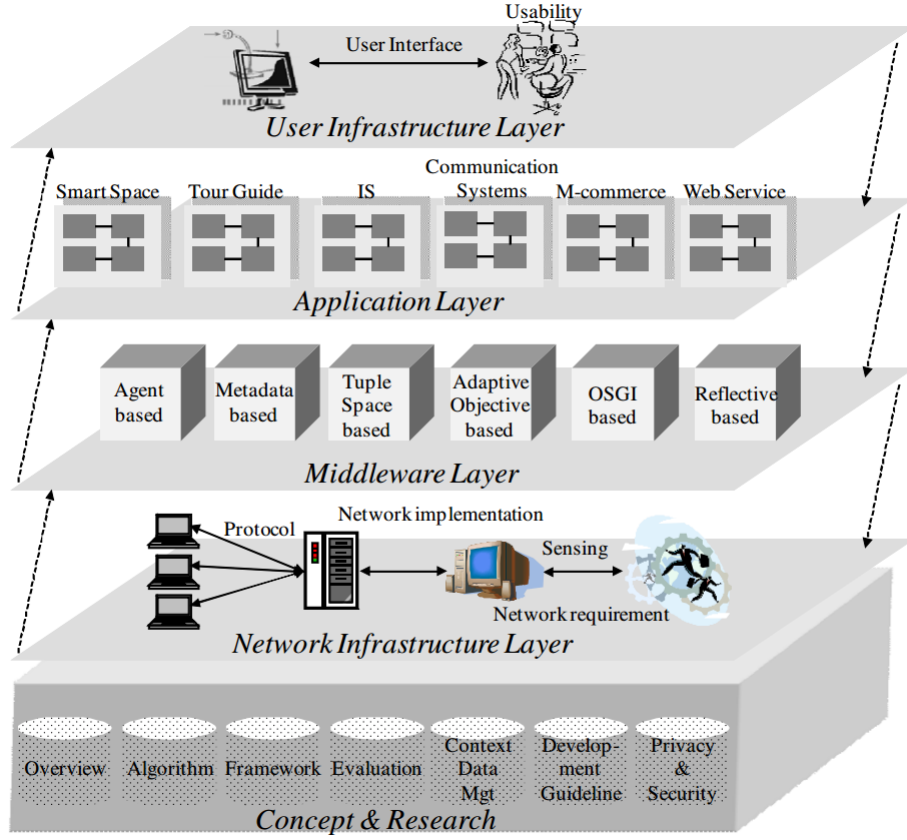 Usability
User Interface
User Infrastructure Layer
Communication
Smart Space Tour Guide IS Systems M-commerce Web Service
Application Layer
Agent
based
Metadata
based
Tuple
Space
based
Adaptive
Objective
based
OSGI
based
Reflective
based
Middleware Layer
Protocol
Network implementation
Sensing
Network requirement
Network Infrastructure Layer
Overview
Algorithm
Framework
Evaluation
Context
Data
Mgt
Develop-
ment
Guideline
Privacy
&
Security
Concept & Research